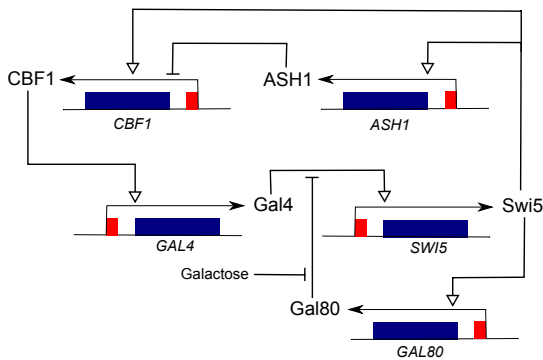 CBF1
ASH1
CBF1
ASH1
Gal4
Swi5
GAL4
SWI5
Galactose
Gal80
GAL80